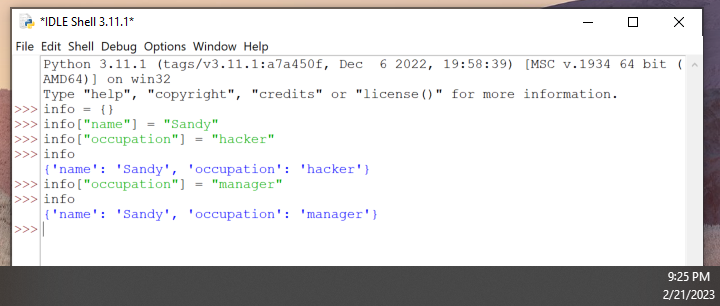 *IDLE Shell 3.11.1*
File Edit Shell Debug Options Window Help
Python 3.11.1 (tags/v3.11.1:a7a450f, Dec  6 2022, 19:58:39) [MSC v.1934 64 bit (
AMD64)] on win32
Type "help", "copyright", "credits" or "license()" for more information.
>>> info = {}
>>> info["name"] = "Sandy"
>>> info["occupation"] = "hacker"
>>> info
{'name': 'Sandy', 'occupation': 'hacker'}
>>> info["occupation"] = "manager"
>>> info
{'name': 'Sandy', 'occupation': 'manager'}
>>>
9:25 PM
2/21/2023